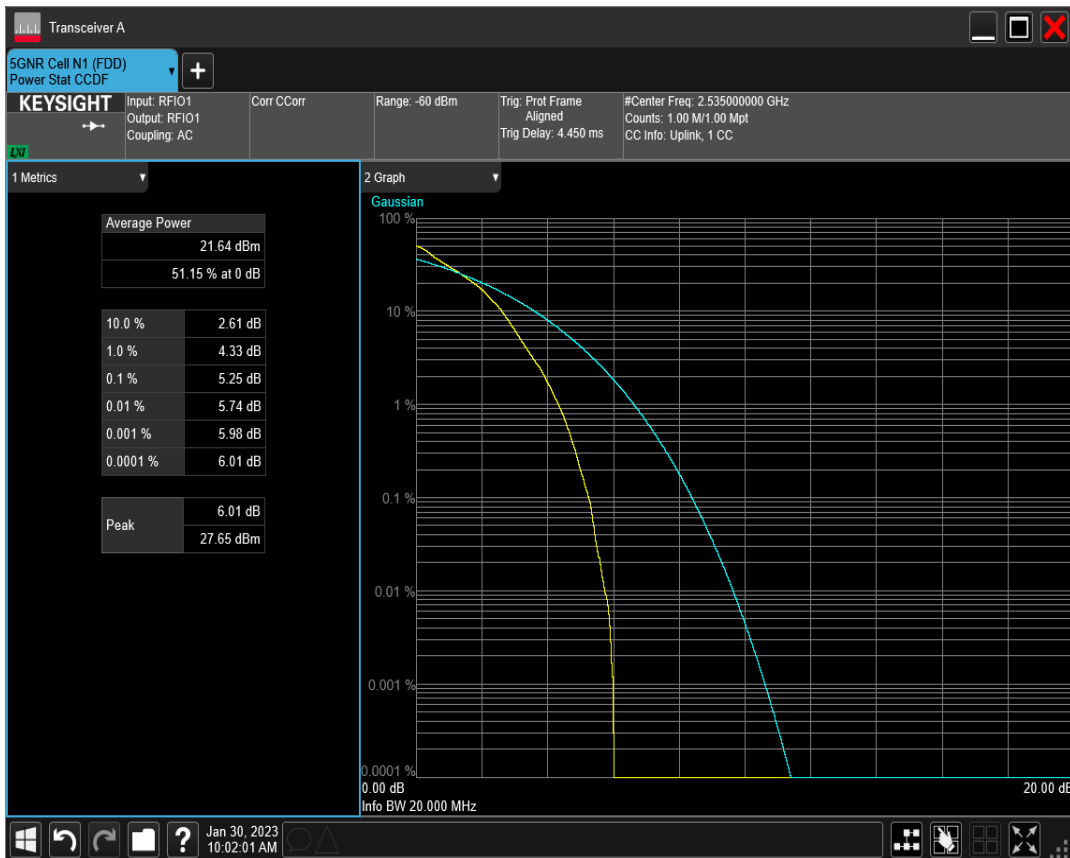 Transceiver A
5GNR Cell N1 (FDD)
Power Stat CCDF
KEYSIGHT
LXI
Input: RFIO1
Output: RFIO1
Coupling: AC
Corr CCorr
Range: -60 dBm
Trig: Prot Frame
Aligned
Trig Delay: 4.450 ms
#Center Freq: 2.535000000 GHz
Counts: 1.00 M/1.00 Mpt
CC Info: Uplink, 1 CC
1 Metrics
Average Power
21.64 dBm
51.15 % at 0 dB
10.0 % 2.61 dB
1.0 % 4.33 dB
0.1 % 5.25 dB
0.01 % 5.74 dB
0.001 % 5.98 dB
0.0001 % 6.01 dB
Peak
6.01 dB
27.65 dBm
2 Graph
Gaussian
100 %
10 %
1 %
0.1 %
0.01 %
0.001 %
0.0001 %
0.00 dB 20.00 dB
Info BW 20.000 MHz
?
Jan 30, 2023
10:02:01 AM